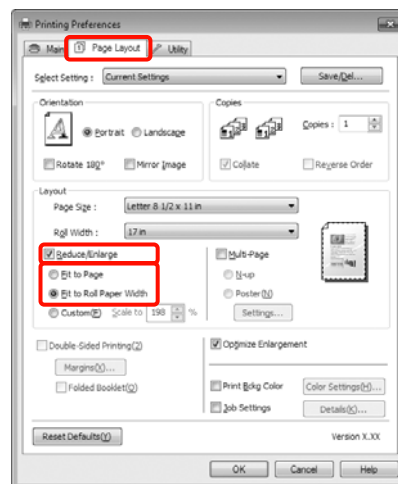 Printing Preferences
Main Page Layout Utility
Select Setting : Current Settings Save/Del...
Orientation
Portrait Landscape
Rotate 180° Mirror Image
Copies
Copies : 1
Collate Reverse Order
Layout
Page Size : Letter 8 1/2 x 11 in
Roll Width : 17 in
Reduce/Enlarge
Fit to Page
Fit to Roll Paper Width
Custom(F) Scale to 198 %
Multi-Page
N-up
Poster(N)
Settings...
Double-Sided Printing(2)
Margins(X)...
Folded Booklet(Q)
Optimize Enlargement
Print Bckg Color Color Settings(H)...
Job Settings Details(K)...
Reset Defaults(Y) Version X.XX
OK Cancel Help